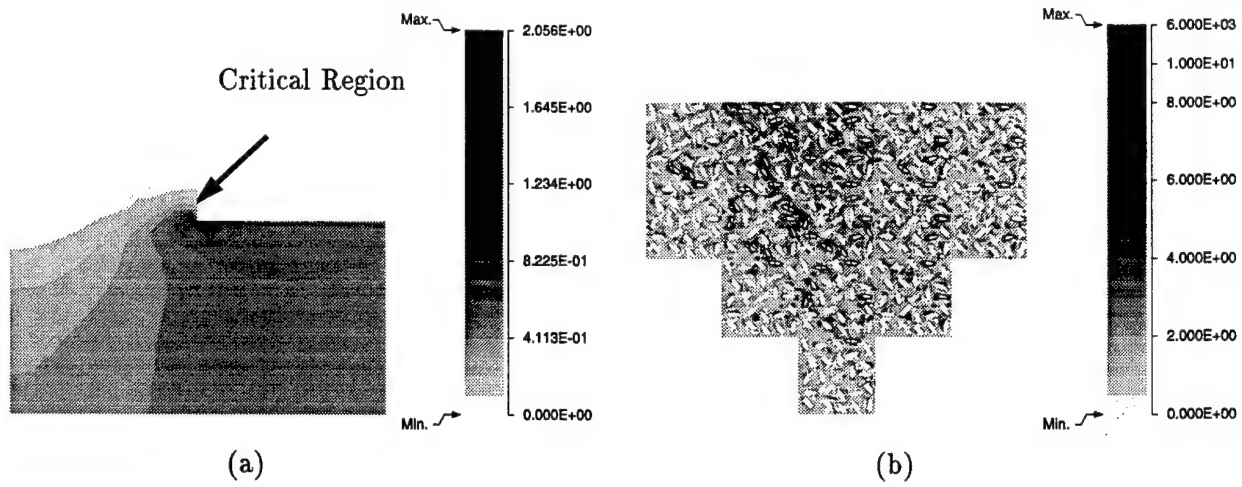 Critical Region
Max.
2.056E+00
1.645E+00
1.234E+00
8.225E-01
4.113E-01
0.000E+00
Min.
(a)
Max.
6.000E+03
1.000E+01
8.000E+00
6.000E+00
4.000E+00
2.000E+00
0.000E+00
Min.
(b)